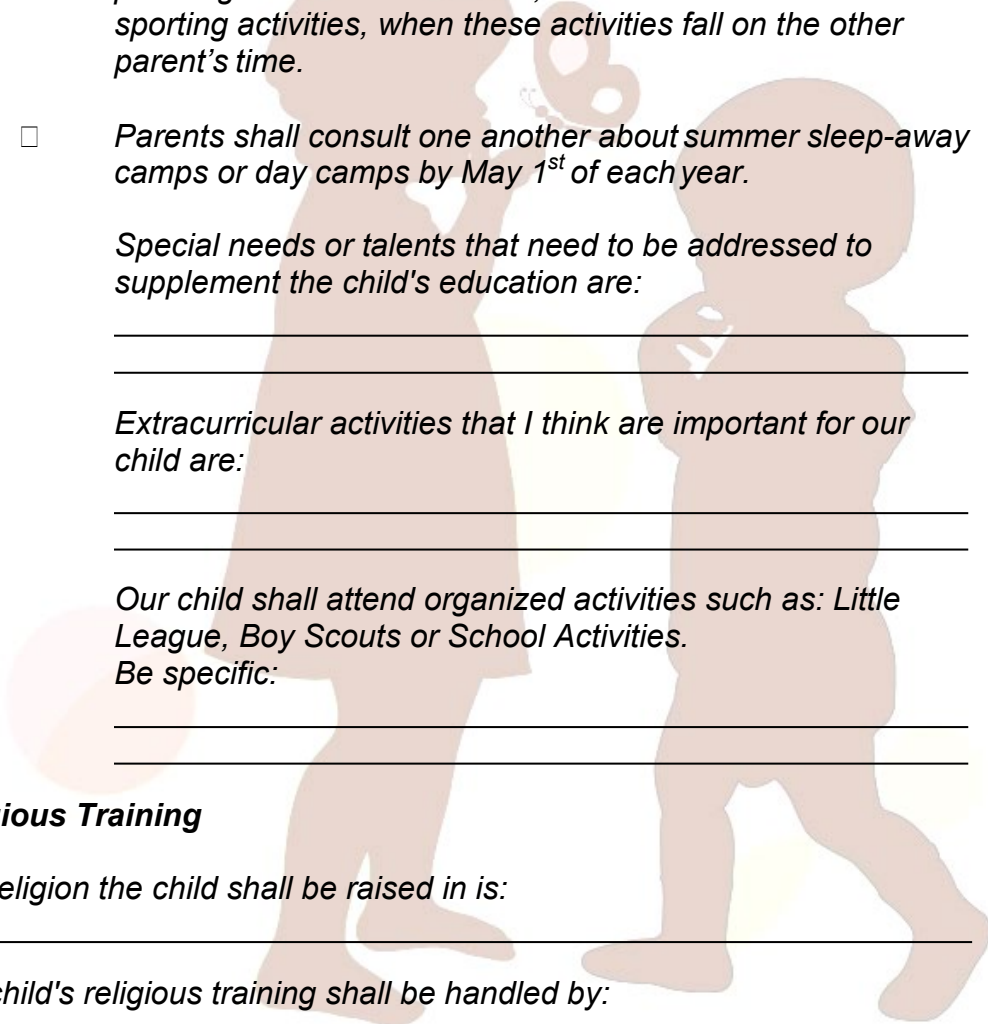 sporting activities, when these activities fall on the other
parent's time.
☐ Parents shall consult one another about summer sleep-away
camps or day camps by May 1st of each year.
Special needs or talents that need to be addressed to
supplement the child's education are:
Extracurricular activities that I think are important for our
child are:
Our child shall attend organized activities such as: Little
League, Boy Scouts or School Activities.
Be specific:
ious Training
eligion the child shall be raised in is:
child's religious training shall be handled by: